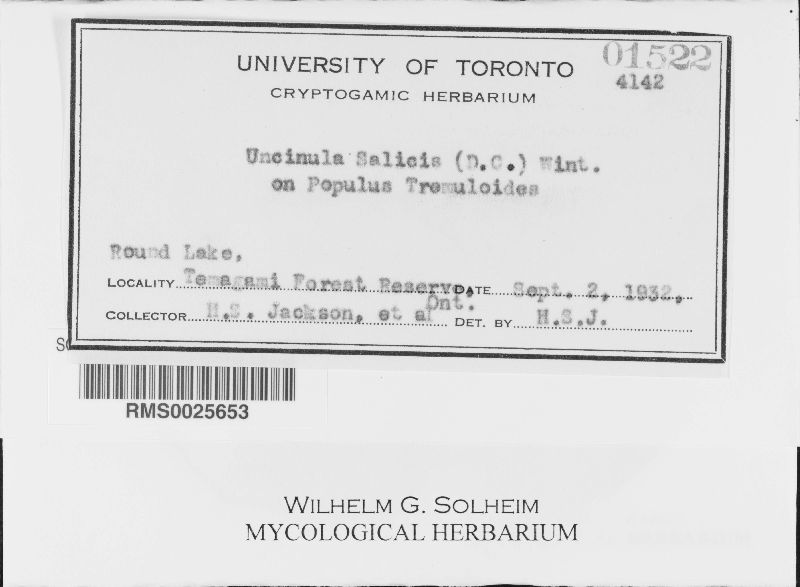 01522
UNIVERSITY OF TORONTO
4142
CRYPTOGAMIC HERBARIUM
Uncinula Salicis (D.C.) Wint.
on Populus Tremuloides
Round Lake,
LOCALITY Temagami Forest Reserve, DATE Sept. 2, 1932,
Ont.
COLLECTOR H.S. Jackson, et al DET. BY H.S.J.
RMS0025653
WILHELM G. SOLHEIM
MYCOLOGICAL HERBARIUM